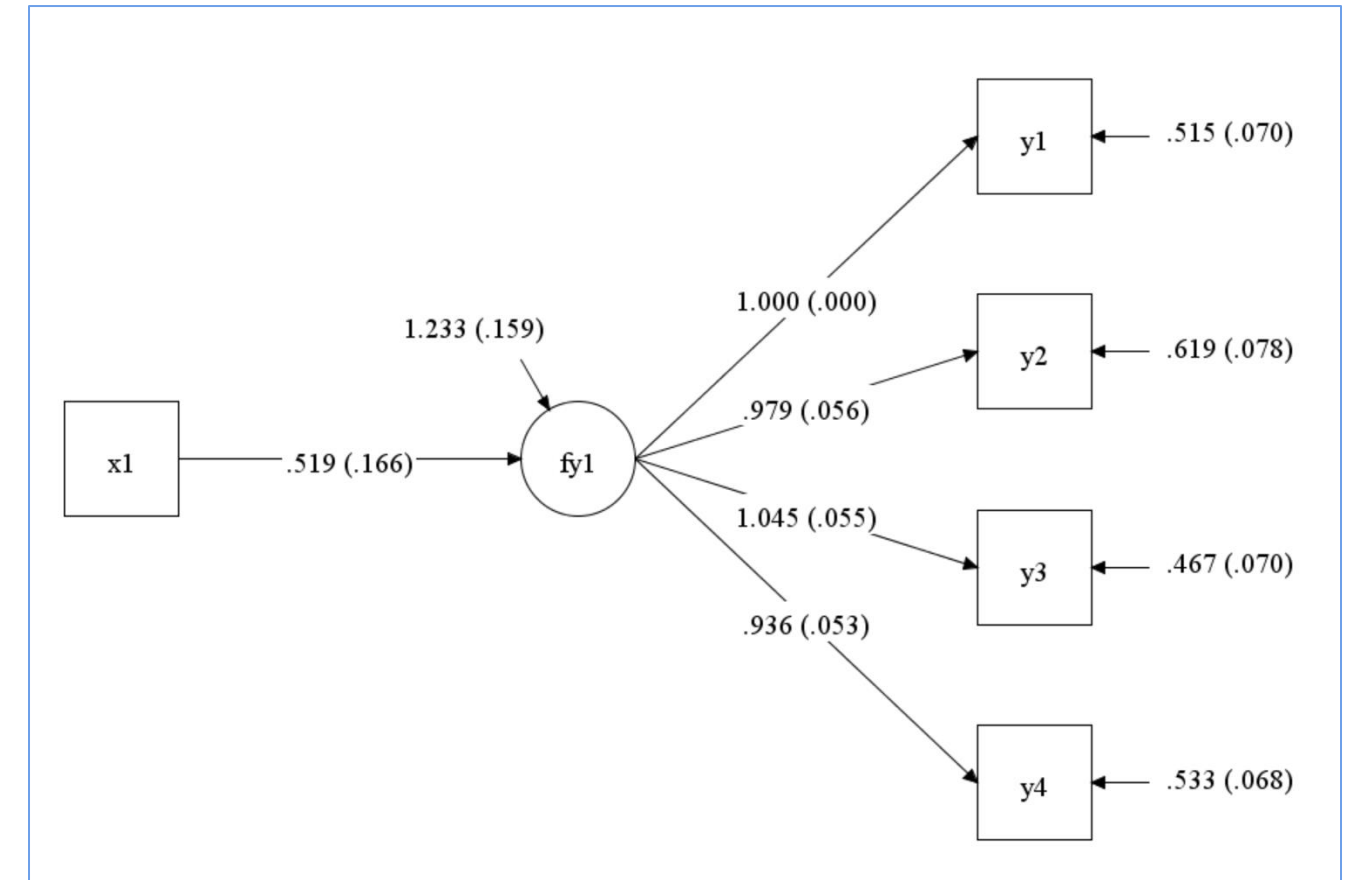 y1
.515 (.070)
1.000 (.000)
1.233 (.159)
y2
.619 (.078)
.979 (.056)
x1
.519 (.166)
fy1
1.045 (.055)
y3
.467 (.070)
.936 (.053)
y4
.533 (.068)